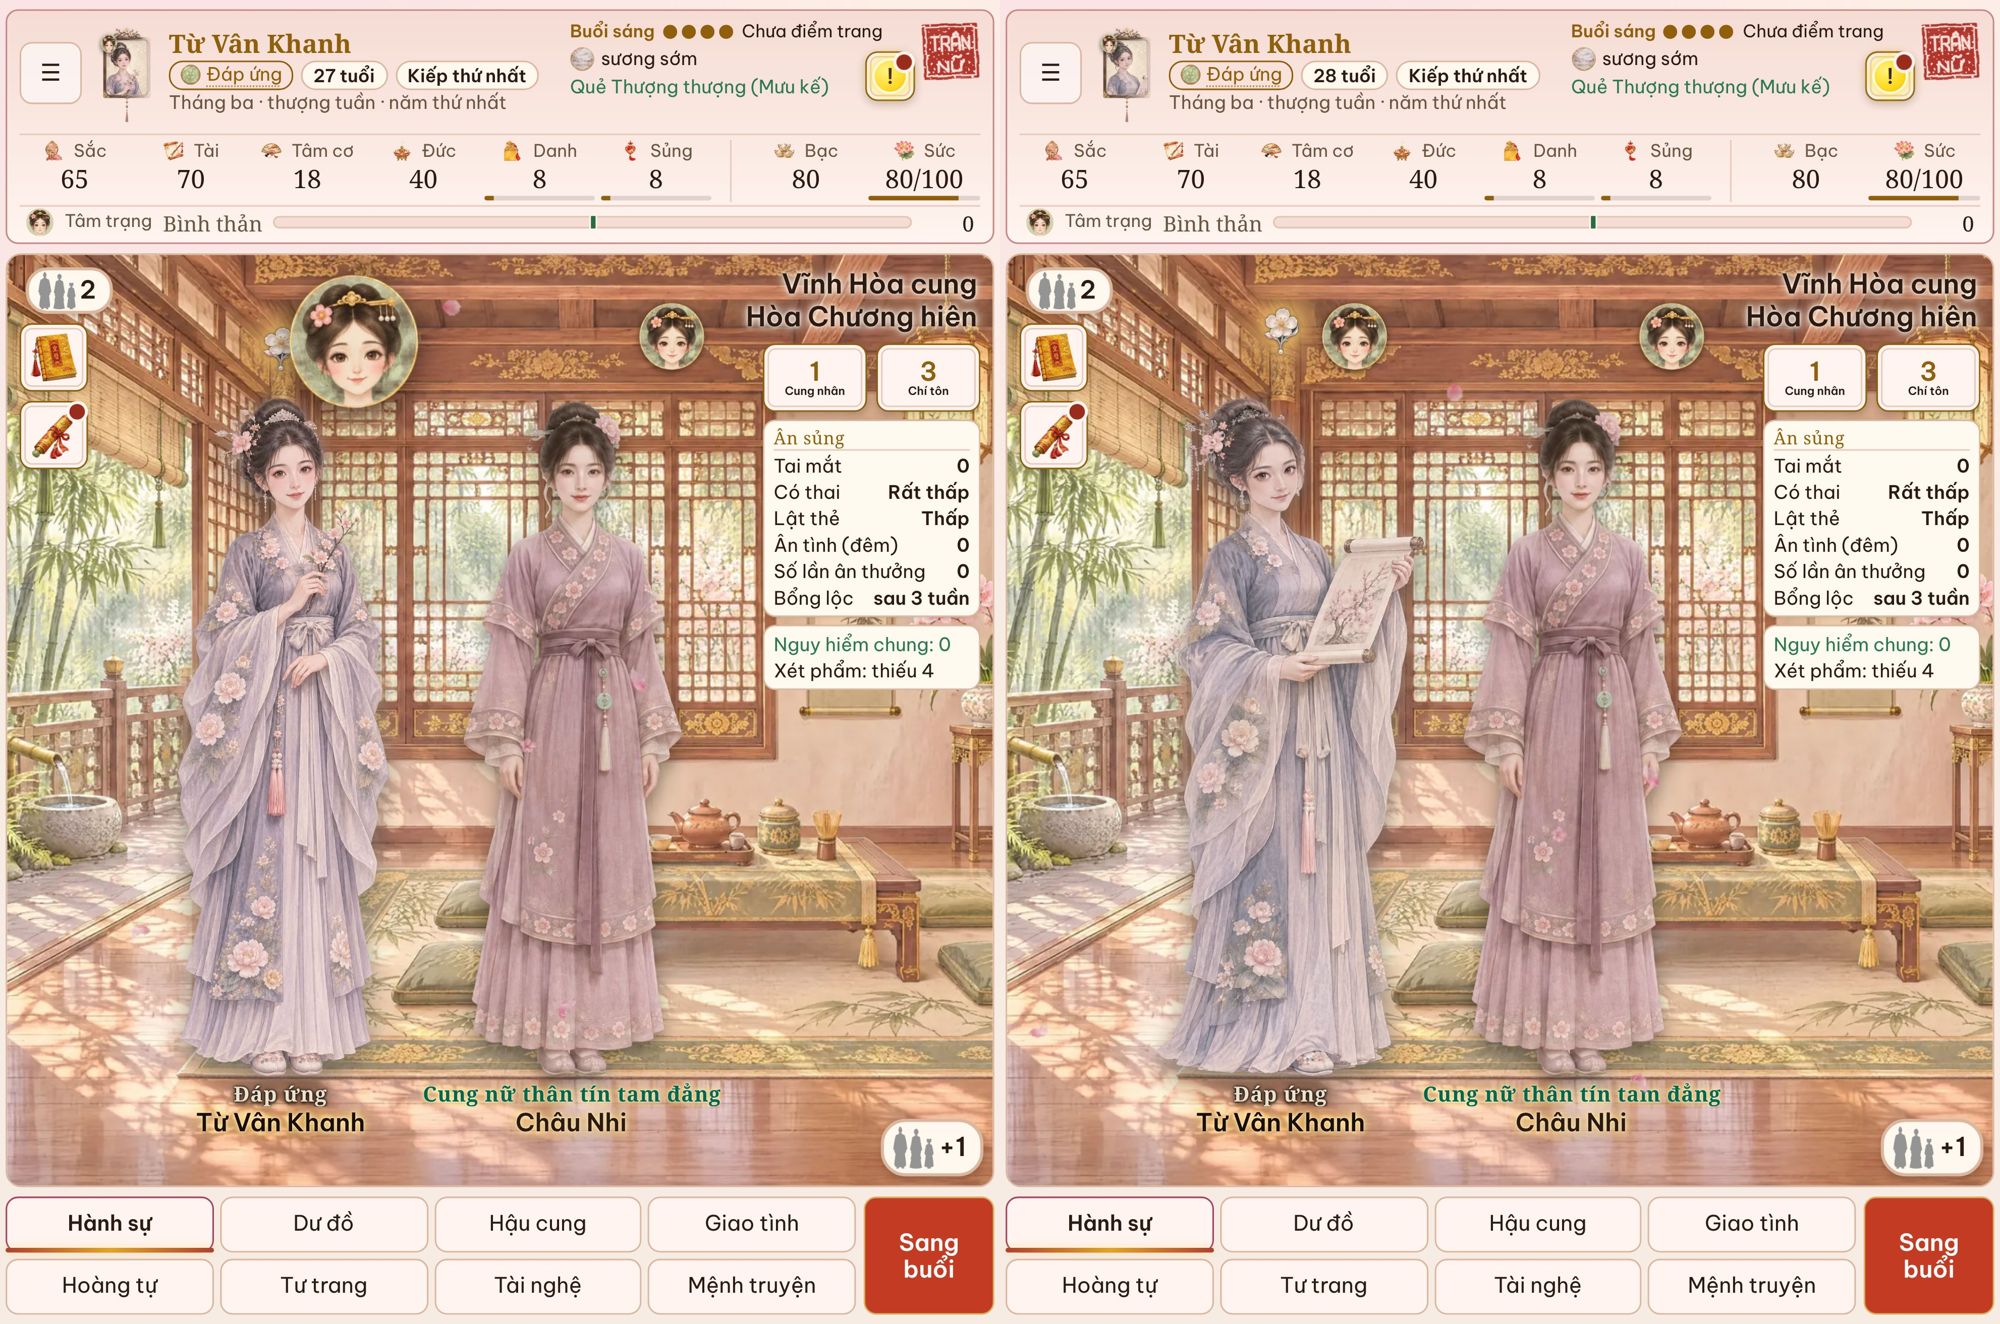 Từ Vân Khanh
Đáp ứng 27 tuổi Kiếp thứ nhất
Tháng ba · thượng tuần · năm thứ nhất
Buổi sáng Chưa điểm trang
sương sớm
Quẻ Thượng thượng (Mưu kế)
!
TRÂN
NỮ
Sắc Tài Tâm cơ Đức Danh Sủng Bạc Sức
65 70 18 40 8 8 80 80/100
Tâm trạng Bình thản 0
2
Vĩnh Hòa cung
Hòa Chương hiên
1 3
Cung nhân Chí tôn
Ân sủng
Tai mắt 0
Có thai Rất thấp
Lật thẻ Thấp
Ân tình (đêm) 0
Số lần ân thưởng 0
Bổng lộc sau 3 tuần
Nguy hiểm chung: 0
Xét phẩm: thiếu 4
Đáp ứng
Từ Vân Khanh
Cung nữ thân tín tam đẳng
Châu Nhi
+1
Hành sự Dư đồ Hậu cung Giao tình
Hoàng tự Tư trang Tài nghệ Mệnh truyện
Sang
buổi
Từ Vân Khanh
Đáp ứng 28 tuổi Kiếp thứ nhất
Tháng ba · thượng tuần · năm thứ nhất
Buổi sáng Chưa điểm trang
sương sớm
Quẻ Thượng thượng (Mưu kế)
!
TRÂN
NỮ
Sắc Tài Tâm cơ Đức Danh Sủng Bạc Sức
65 70 18 40 8 8 80 80/100
Tâm trạng Bình thản 0
2
Vĩnh Hòa cung
Hòa Chương hiên
1 3
Cung nhân Chí tôn
Ân sủng
Tai mắt 0
Có thai Rất thấp
Lật thẻ Thấp
Ân tình (đêm) 0
Số lần ân thưởng 0
Bổng lộc sau 3 tuần
Nguy hiểm chung: 0
Xét phẩm: thiếu 4
Đáp ứng
Từ Vân Khanh
Cung nữ thân tín tam đẳng
Châu Nhi
+1
Hành sự Dư đồ Hậu cung Giao tình
Hoàng tự Tư trang Tài nghệ Mệnh truyện
Sang
buổi